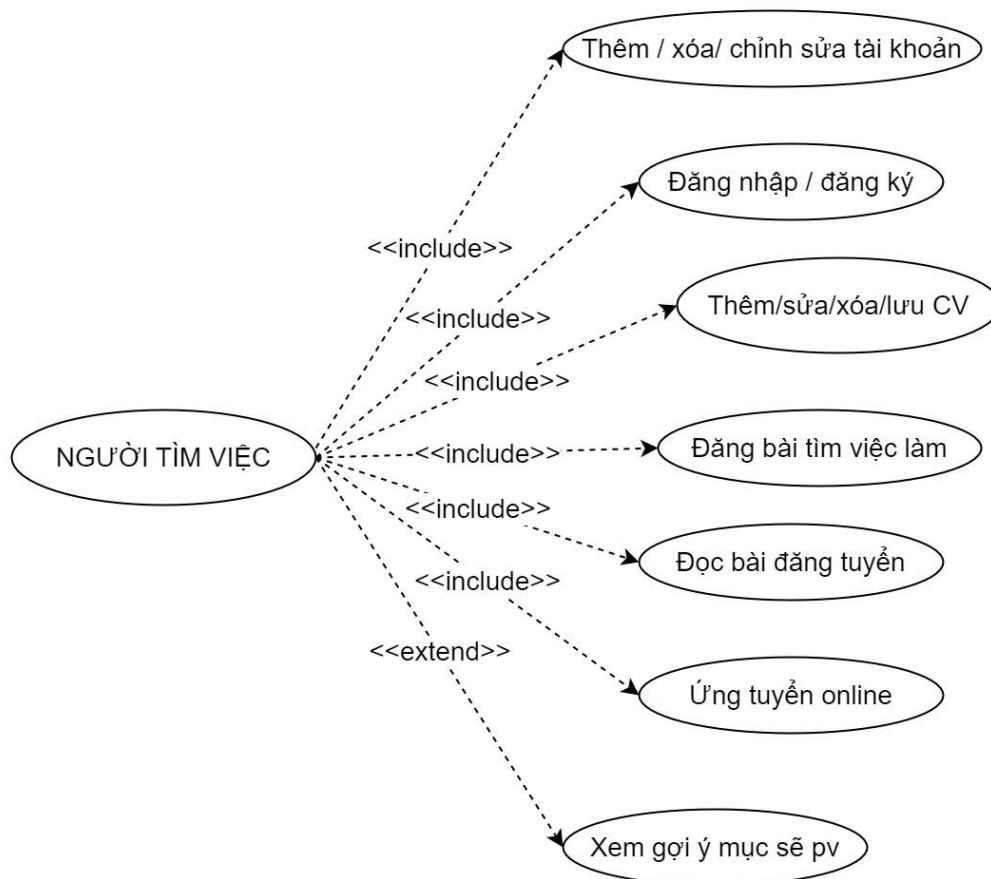 Thêm / xóa/ chỉnh sửa tài khoản
Đăng nhập / đăng ký
<<include>>
<<include>>
Thêm/sửa/xóa/lưu CV
<<include>>
NGƯỜI TÌM VIỆC
<<include>>
Đăng bài tìm việc làm
<<include>>
Đọc bài đăng tuyển
<<include>>
<<extend>>
Ứng tuyển online
Xem gợi ý mục sẽ pv